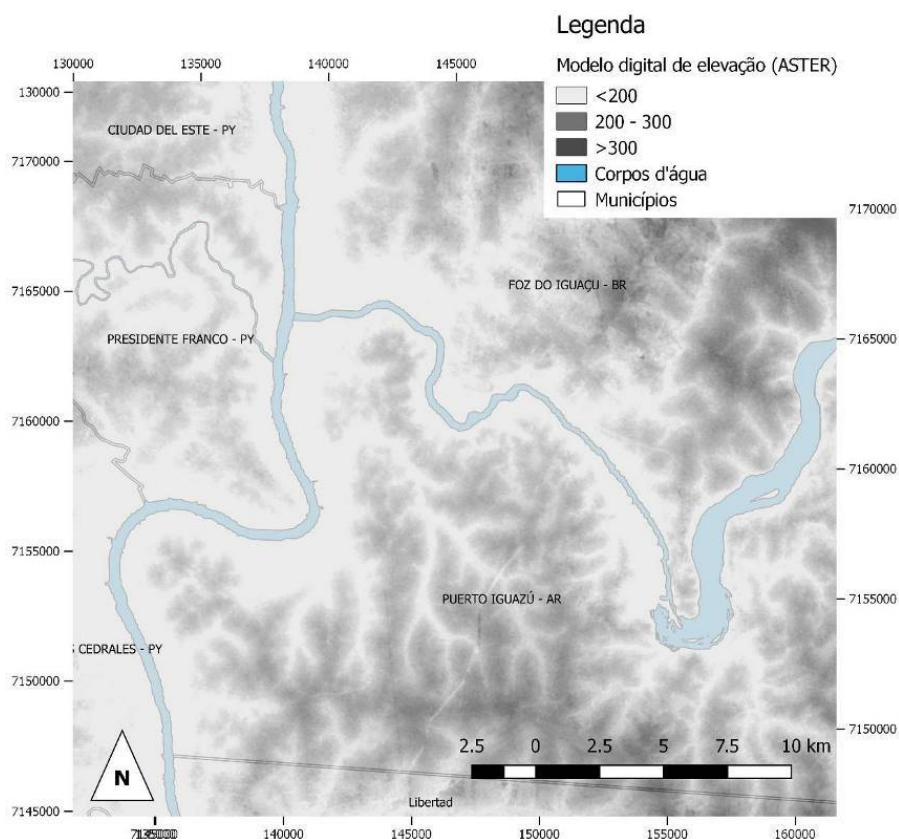 Legenda
Modelo digital de elevação (ASTER)
<200
200 - 300
>300
Corpos d'água
Municípios
130000
135000
140000
145000
130000
7170000
7165000
7160000
7155000
7150000
7145000
7170000
7165000
7160000
7155000
7150000
CIUDAD DEL ESTE - PY
FOZ DO IGUAÇU - BR
PRESIDENTE FRANCO - PY
PUERTO IGUAZÚ - AR
CEDRALES - PY
2.5 0 2.5 5 7.5 10 km
N
Libertad
140000
145000
150000
155000
160000